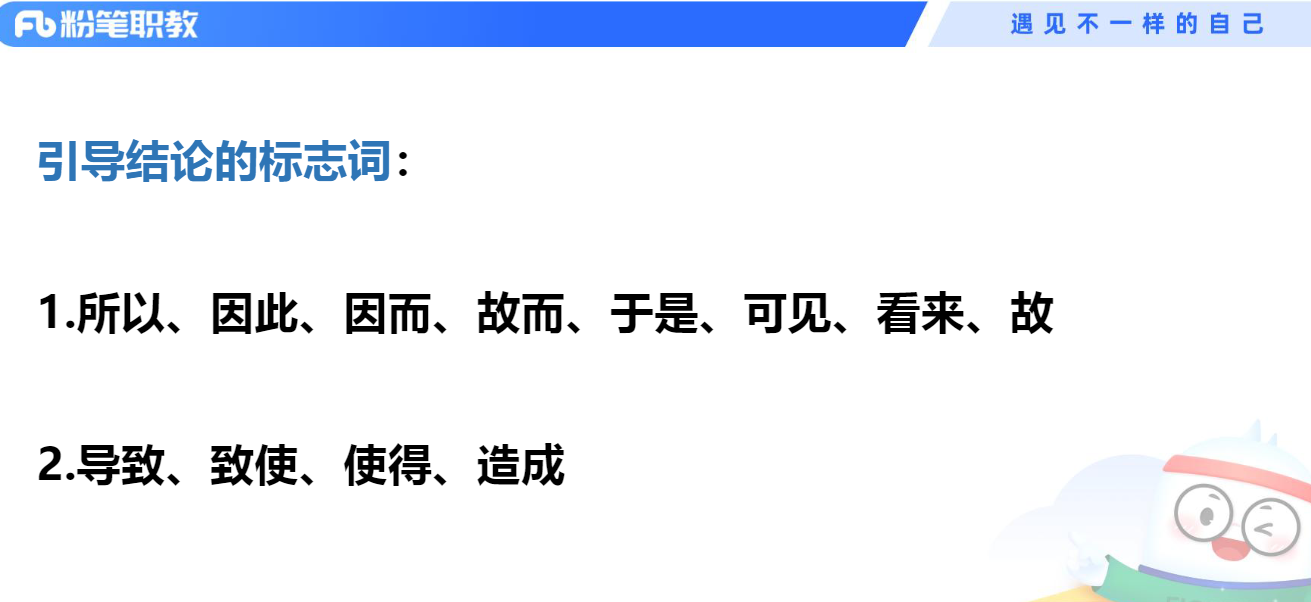 粉笔职教
遇见不一样的自己
引导结论的标志词：
1.所以、因此、因而、故而、于是、可见、看来、故
2.导致、致使、使得、造成